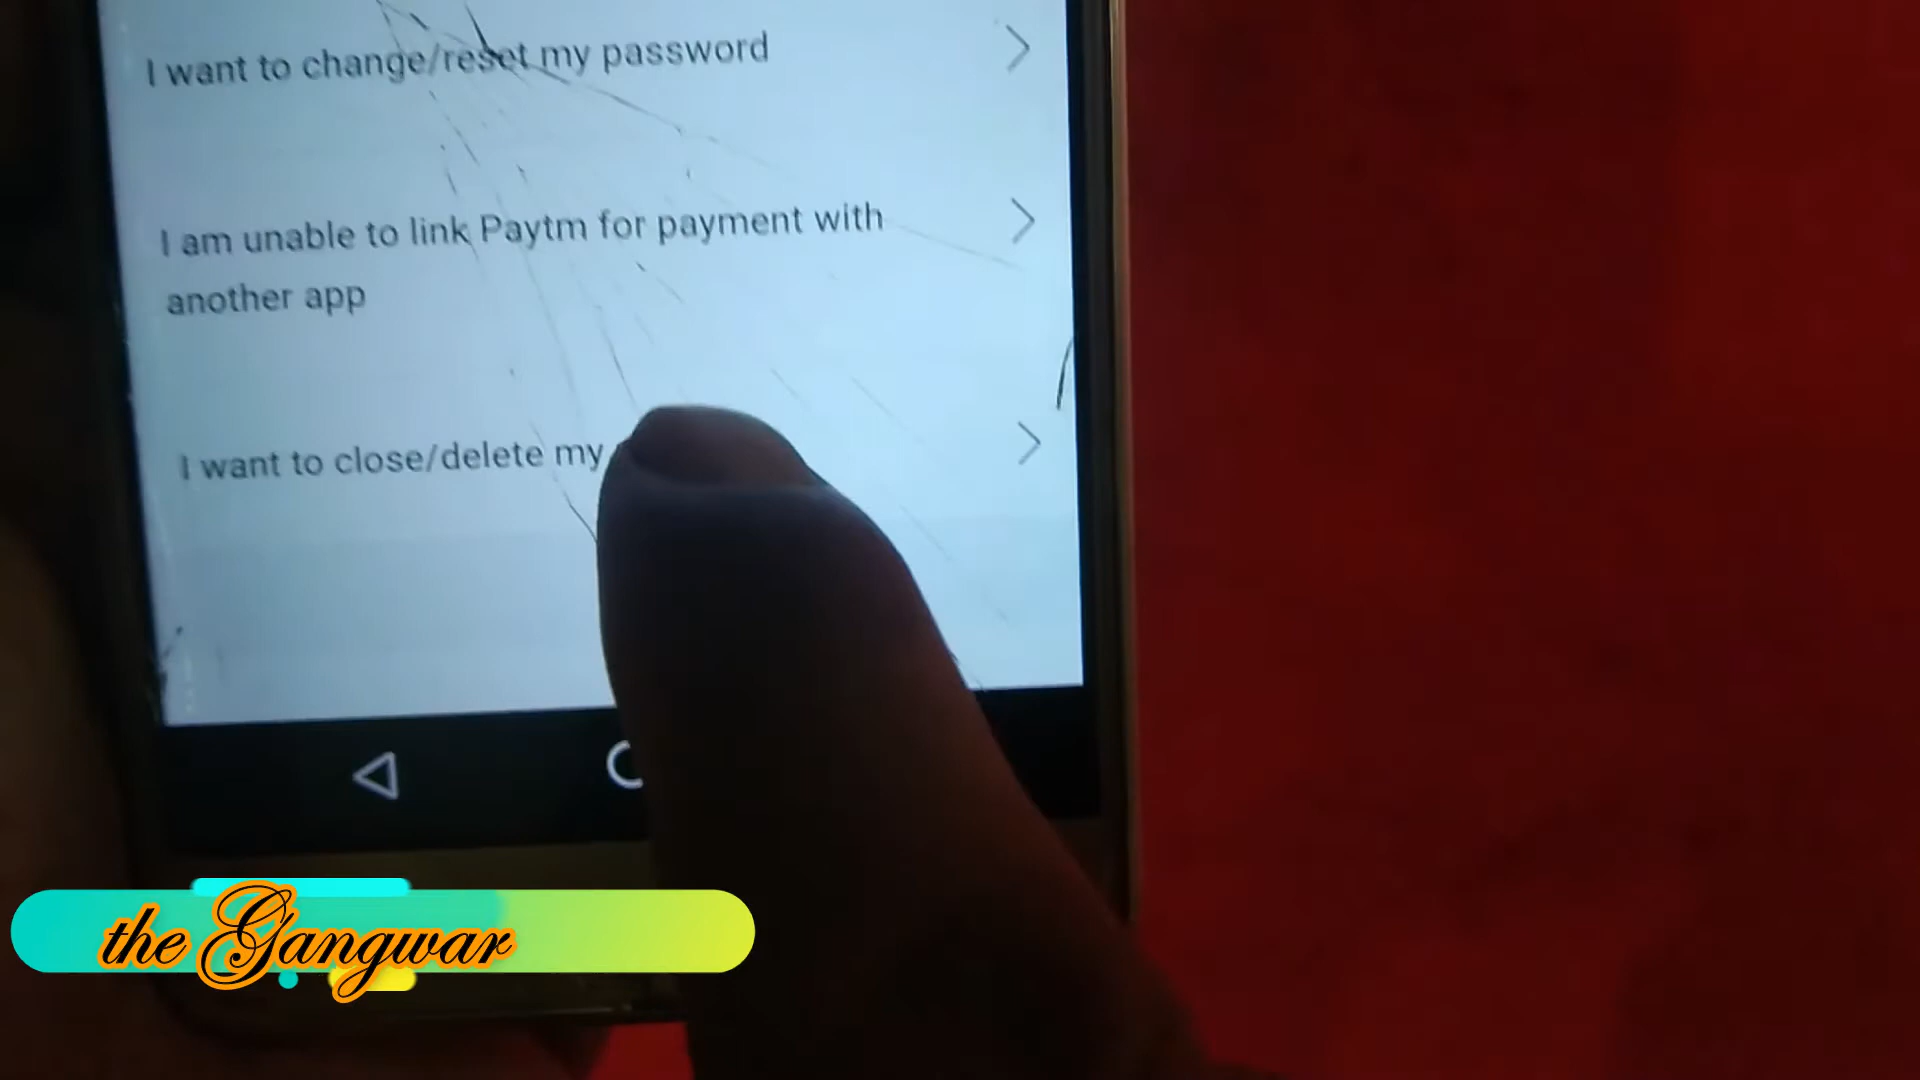 I want to change/reset my password
I am unable to link Paytm for payment with
another app
I want to close/delete my
the Gangwar